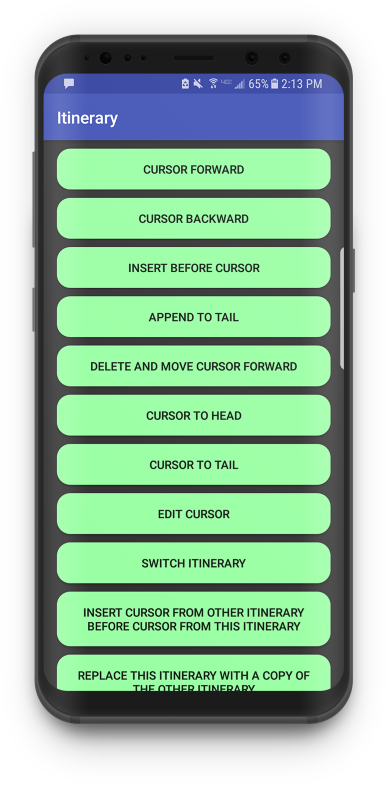 65% 2:13 PM
Itinerary
CURSOR FORWARD
CURSOR BACKWARD
INSERT BEFORE CURSOR
APPEND TO TAIL
DELETE AND MOVE CURSOR FORWARD
CURSOR TO HEAD
CURSOR TO TAIL
EDIT CURSOR
SWITCH ITINERARY
INSERT CURSOR FROM OTHER ITINERARY
BEFORE CURSOR FROM THIS ITINERARY
REPLACE THIS ITINERARY WITH A COPY OF
THE OTHER ITINERARY